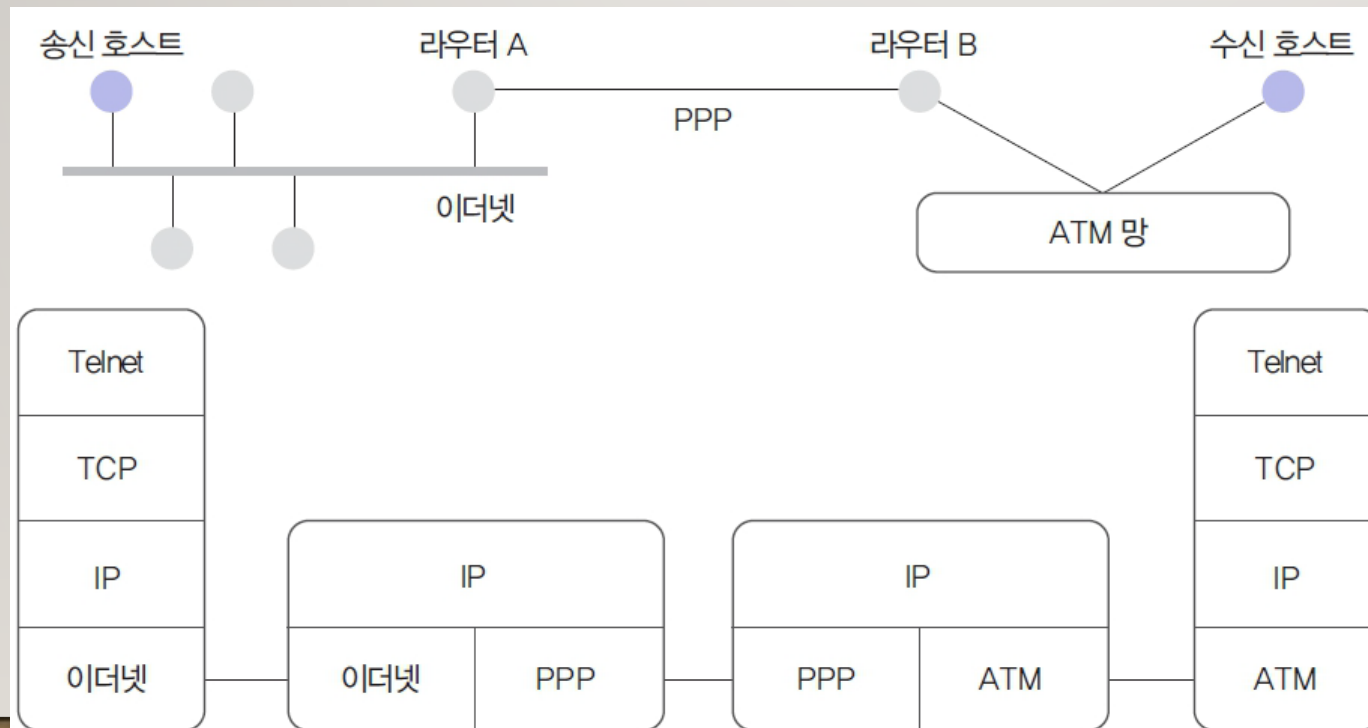 송신 호스트
라우터 A
라우터 B
수신 호스트
PPP
이더넷
ATM 망
Telnet
Telnet
TCP
TCP
IP
IP
IP
IP
이더넷
이더넷
PPP
PPP
ATM
ATM